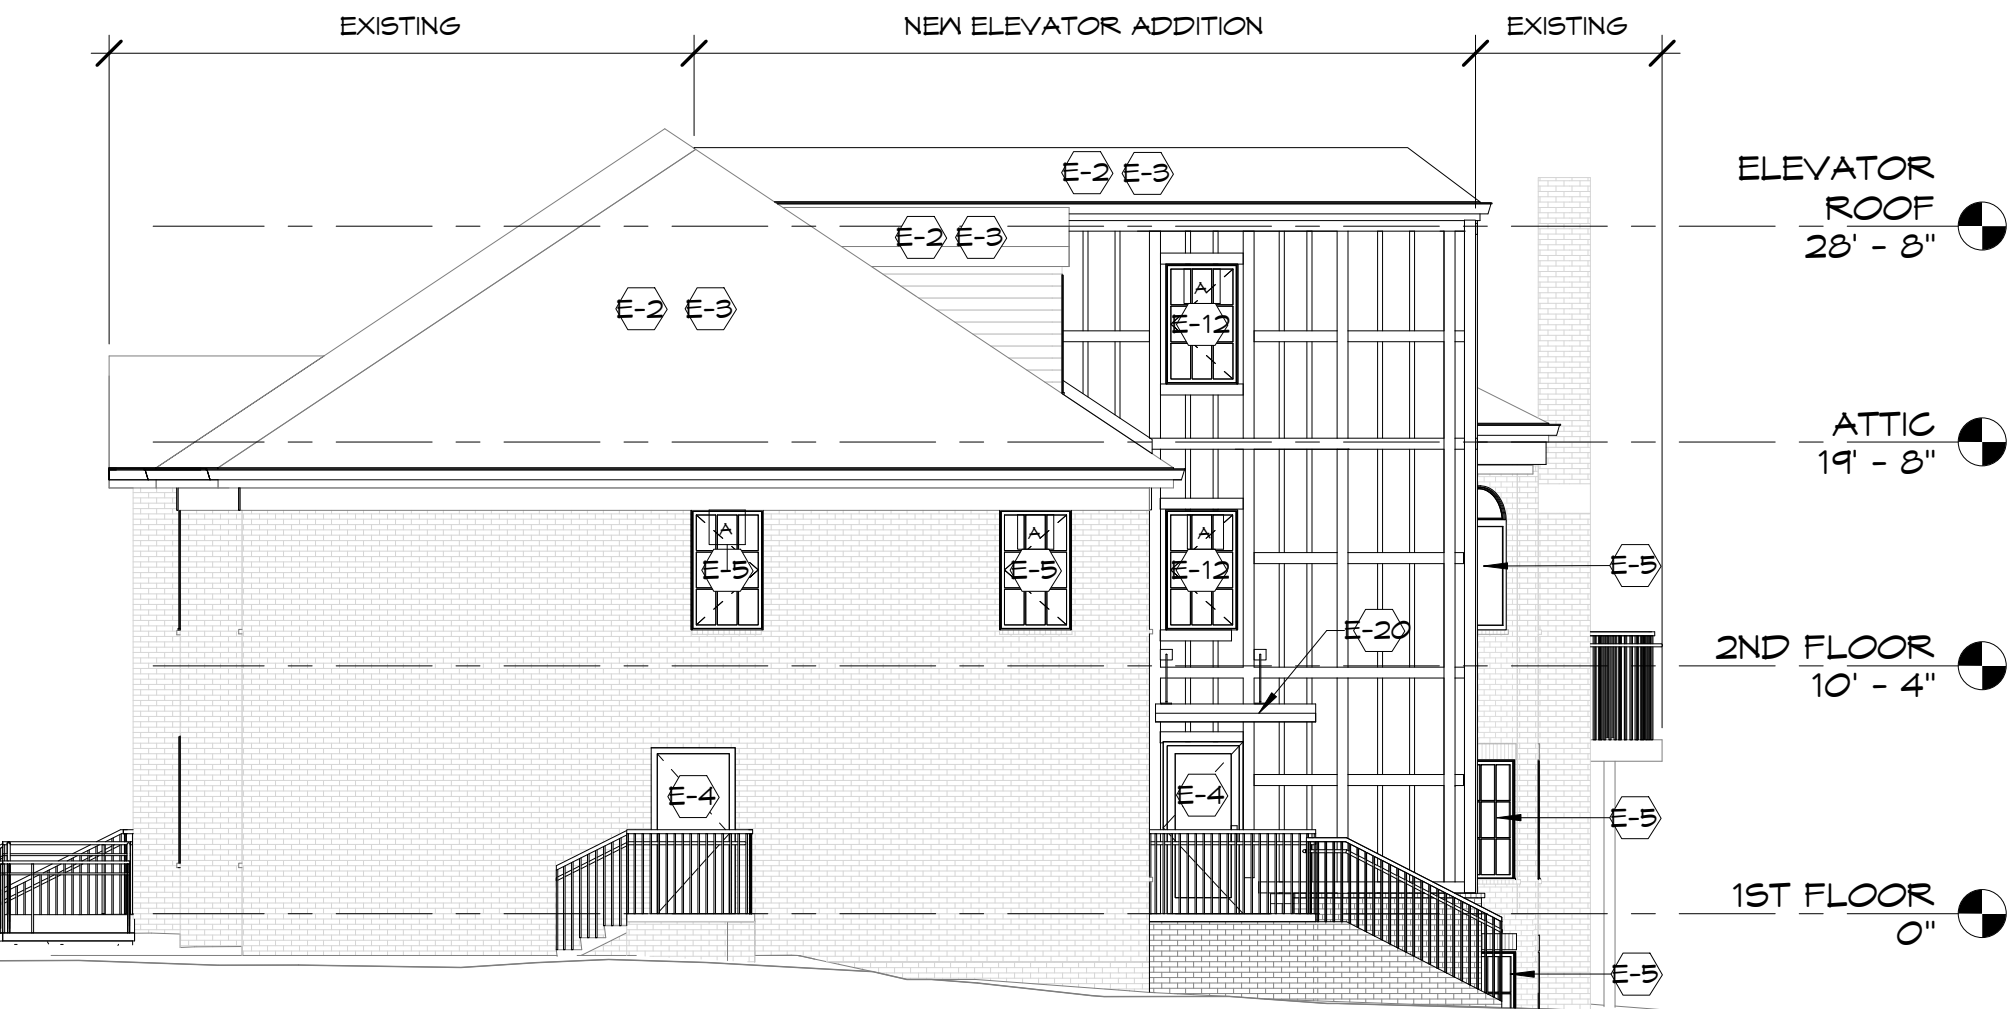 EXISTING
NEW ELEVATOR ADDITION
EXISTING
E-2 E-3
ELEVATOR
ROOF
28' - 8"
E-2 E-3
E-2 E-3
A
E-12
ATTIC
19' - 8"
A
E-5
A
E-5
A
E-12
E-5
E-20
2ND FLOOR
10' - 4"
E-4
E-4
E-5
1ST FLOOR
0"
E-5